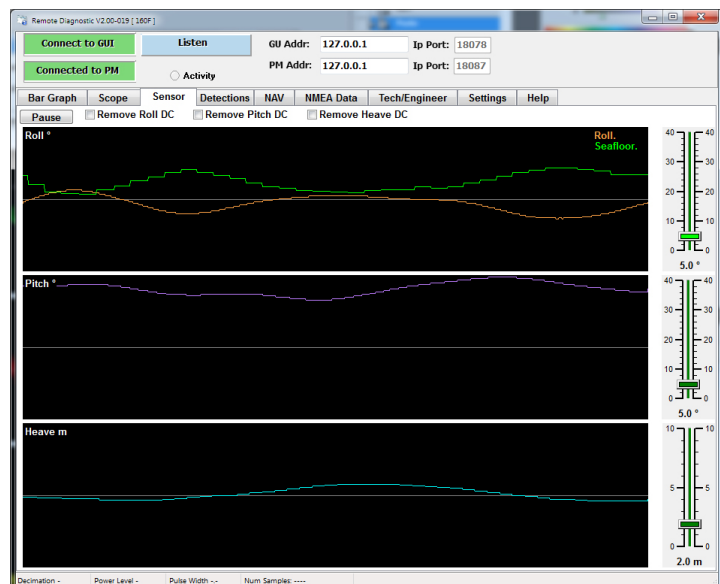 Remote Diagnostic V2.00-019 [ 160F ]
Connect to GUI Listen GU Addr: 127.0.0.1 Ip Port: 18078
Connected to PM Activity PM Addr: 127.0.0.1 Ip Port: 18087
Bar Graph Scope Sensor Detections NAV NMEA Data Tech/Engineer Settings Help
Pause Remove Roll DC Remove Pitch DC Remove Heave DC
Roll ° Roll. 40 40
Seafloor.
30 30
20 20
10 10
0 0
5.0 °
Pitch ° 40 40
30 30
20 20
10 10
0 0
5.0 °
Heave m 10 10
5 5
0 0
2.0 m
Decimation - Power Level - Pulse Width -.- Num Samples: ----